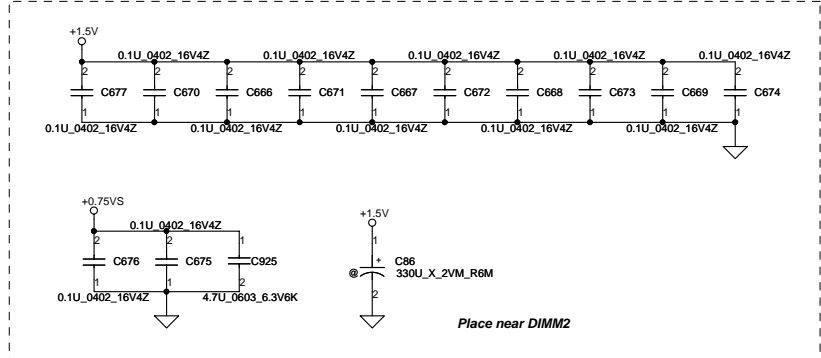 +1.5V
0.1U_0402_16V4Z 0.1U_0402_16V4Z 0.1U_0402_16V4Z 0.1U_0402_16V4Z 0.1U_0402_16V4Z
2 2 2 2 2 2 2 2 2 2
C677 C670 C666 C671 C667 C672 C668 C673 C669 C674
1 1 1 1 1 1 1 1 1 1
0.1U_0402_16V4Z 0.1U_0402_16V4Z 0.1U_0402_16V4Z 0.1U_0402_16V4Z 0.1U_0402_16V4Z
+0.75VS
0.1U_0402_16V4Z
2 2 1
C676 C675 C925
1 1 2
0.1U_0402_16V4Z 4.7U_0603_6.3V6K
+1.5V
1
+ C86
@ 330U_X_2VM_R6M
2
Place near DIMM2